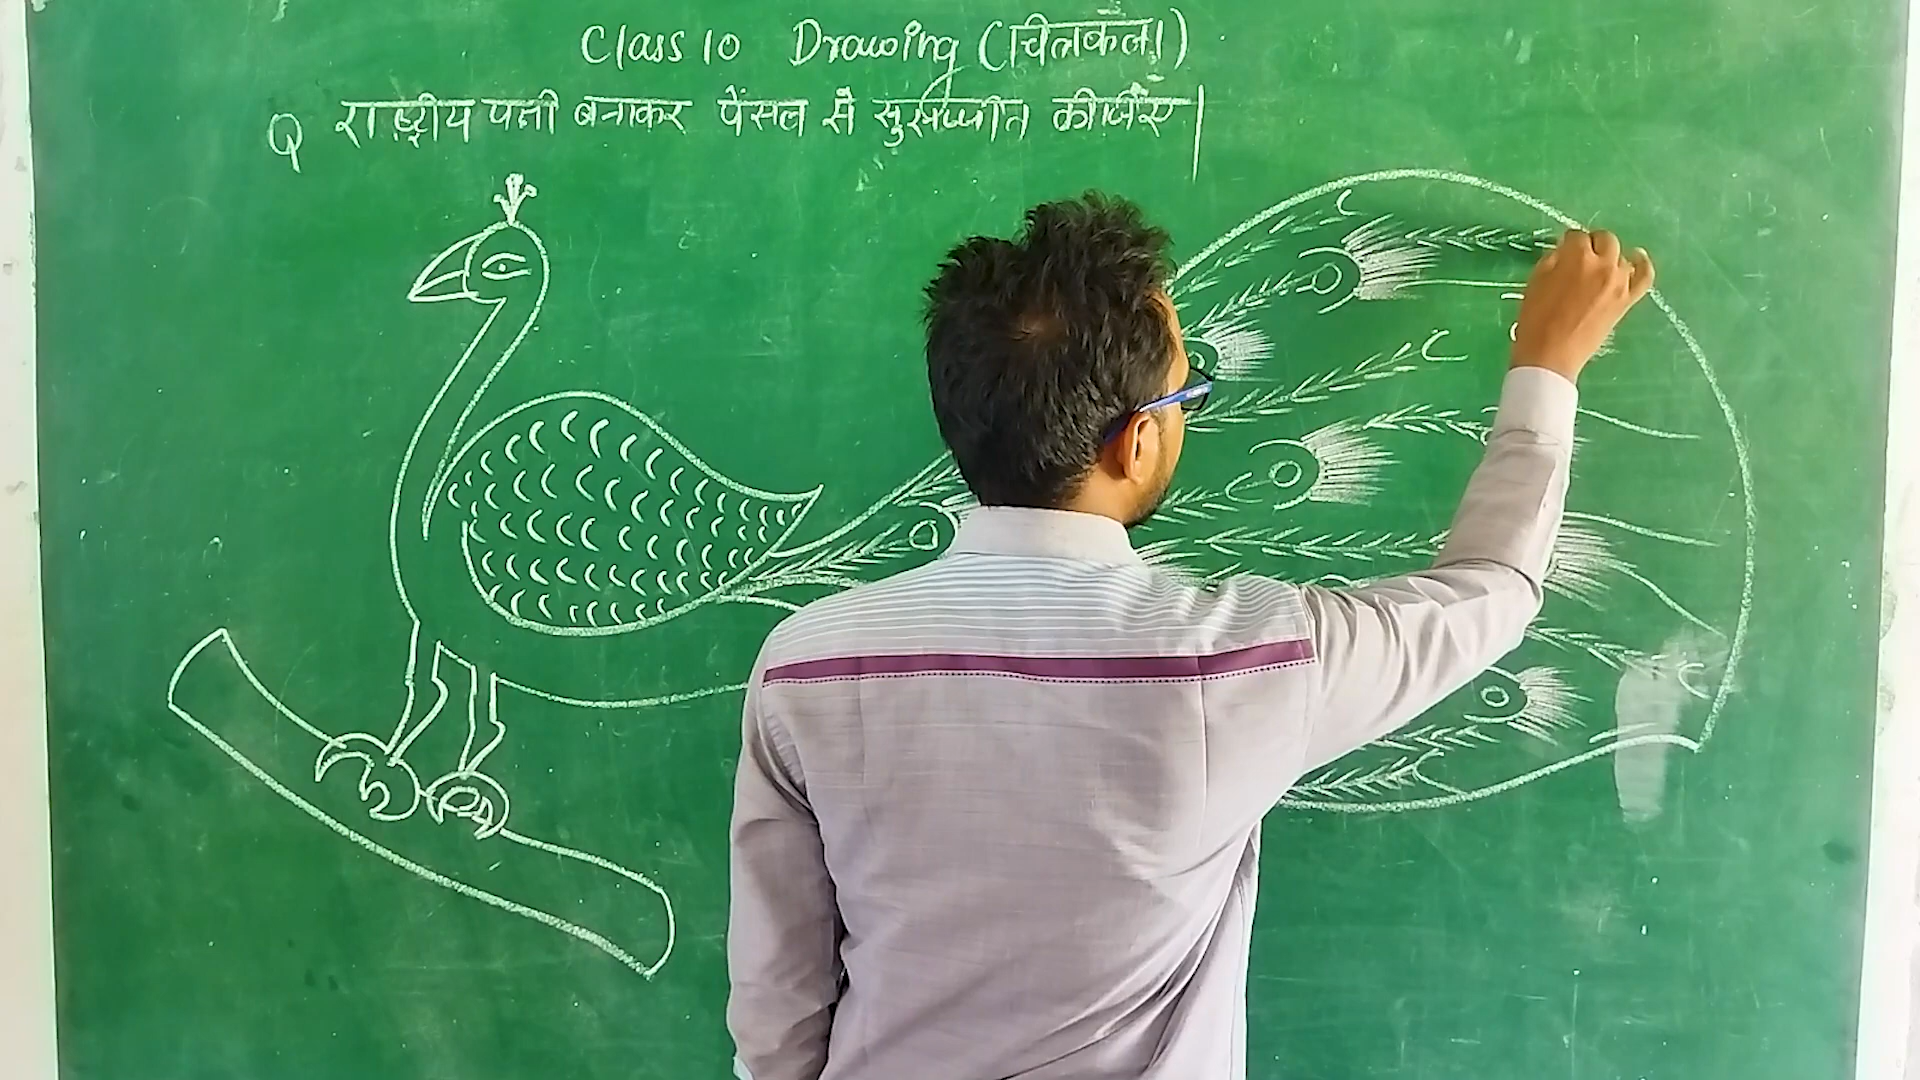 Class 10 Drawing (चित्रकला)
Q राष्ट्रीय पक्षी बनाकर पेंसल से सुसज्जीत कीजिए।